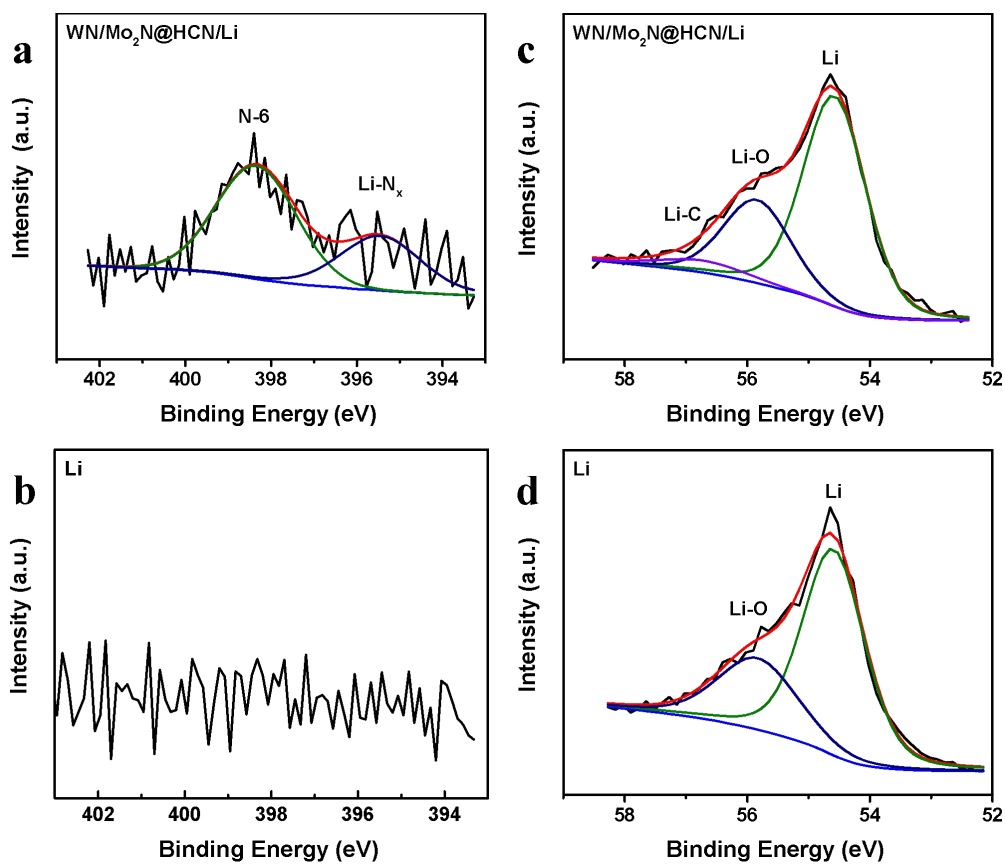 a
WN/Mo₂N@HCN/Li
N-6
Li-Nₓ
Intensity (a.u.)
402 400 398 396 394
Binding Energy (eV)
c
WN/Mo₂N@HCN/Li
Li
Li-O
Li-C
Intensity (a.u.)
58 56 54 52
Binding Energy (eV)
b
Li
Intensity (a.u.)
402 400 398 396 394
Binding Energy (eV)
d
Li
Li
Li-O
Intensity (a.u.)
58 56 54 52
Binding Energy (eV)